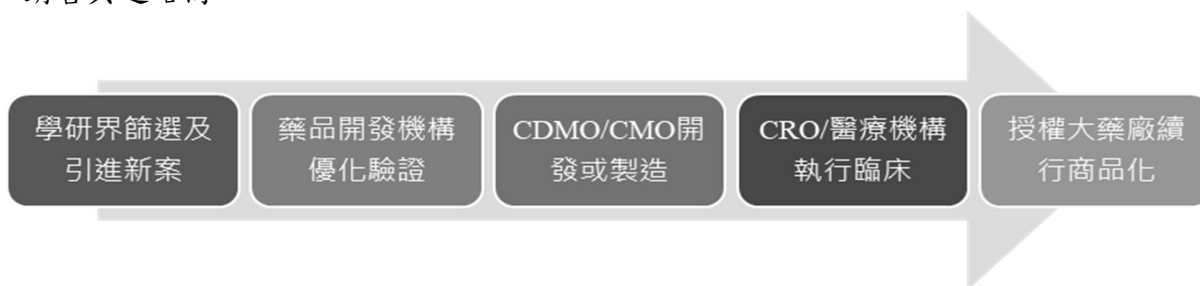 學研界篩選及
引進新案
藥品開發機構
優化驗證
CDMO/CMO開
發或製造
CRO/醫療機構
執行臨床
授權大藥廠續
行商品化